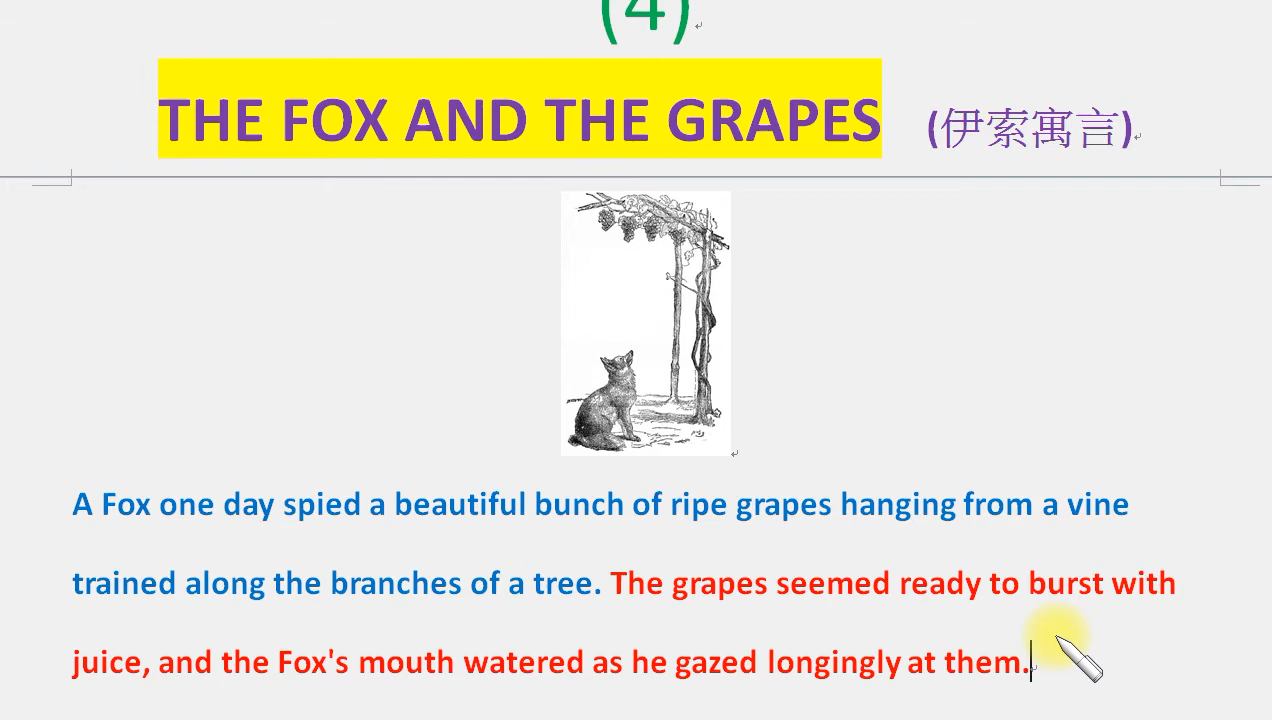 (4)
THE FOX AND THE GRAPES (伊索寓言)
A Fox one day spied a beautiful bunch of ripe grapes hanging from a vine
trained along the branches of a tree. The grapes seemed ready to burst with
juice, and the Fox's mouth watered as he gazed longingly at them.